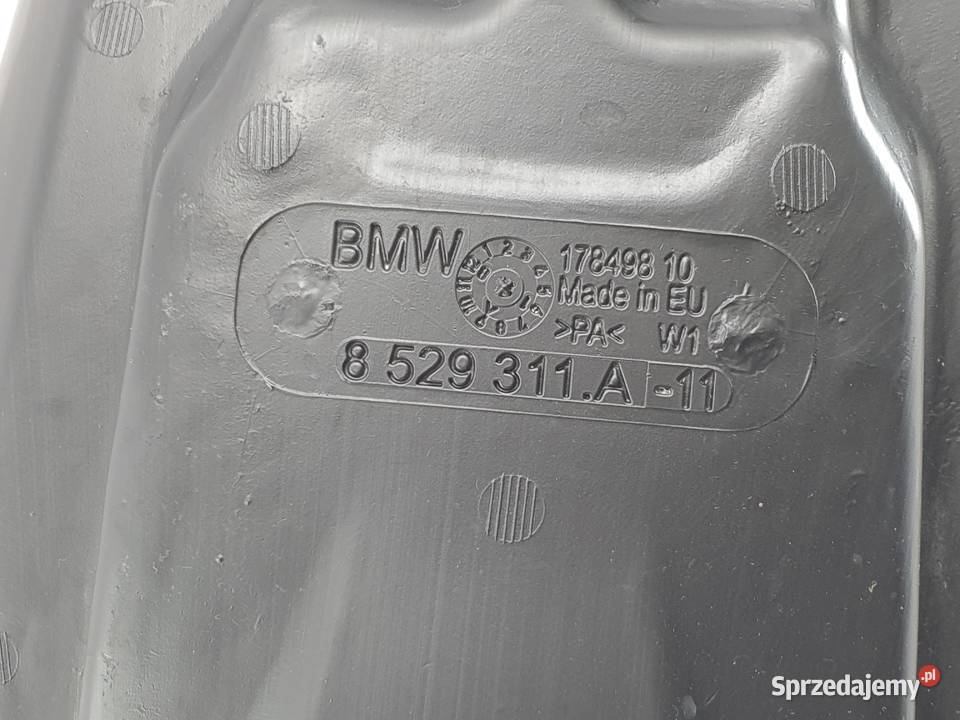 BMW
178498 10
Made in EU
>PA< W1
8 529 311.A -11
Sprzedajemy.pl